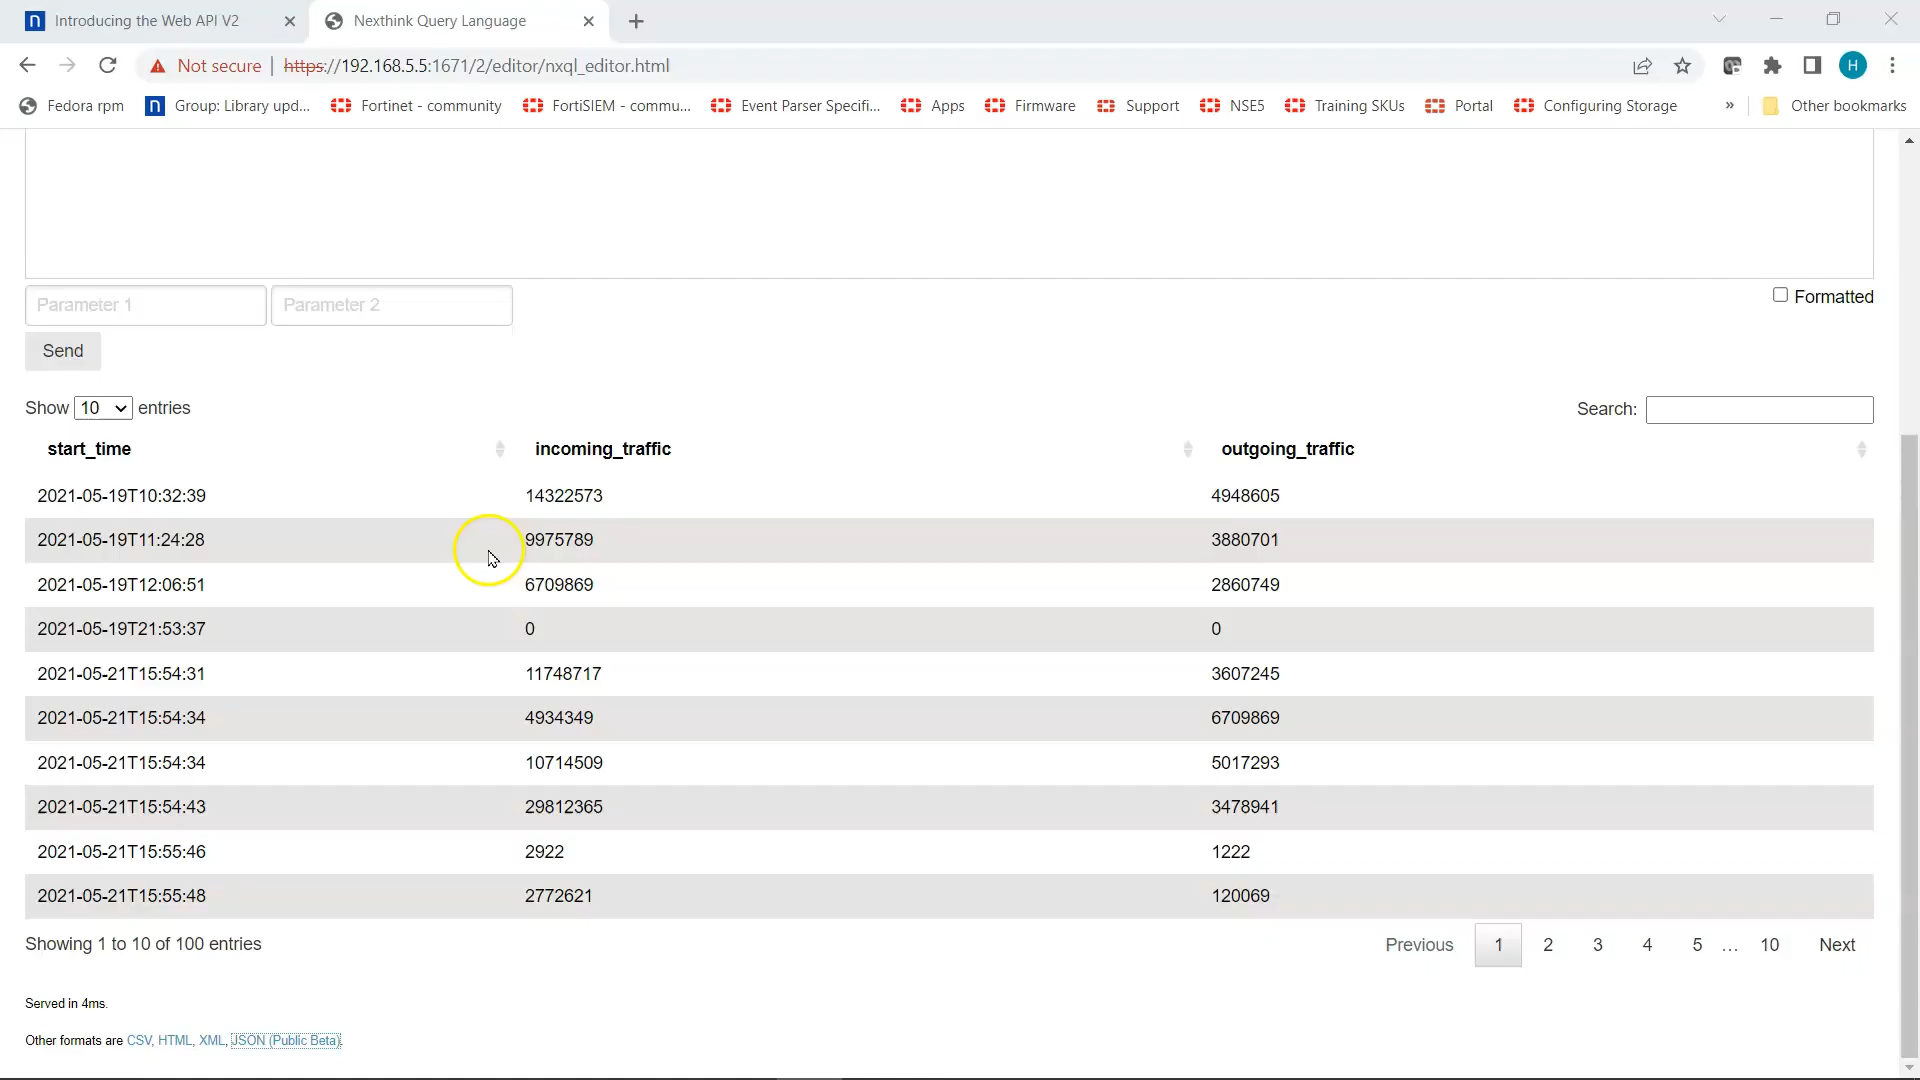 Introducing the Web API V2
Nexthink Query Language
Not secure | https://192.168.5.5:1671/2/editor/nxql_editor.html
H
Fedora rpm
Group: Library upd...
Fortinet - community
FortiSIEM - commu...
Event Parser Specifi...
Apps
Firmware
Support
NSE5
Training SKUs
Portal
Configuring Storage
»
Other bookmarks
Parameter 1
Parameter 2
Formatted
Send
Show 10 entries
Search:
start_time incoming_traffic outgoing_traffic
2021-05-19T10:32:39 14322573 4948605
2021-05-19T11:24:28 9975789 3880701
2021-05-19T12:06:51 6709869 2860749
2021-05-19T21:53:37 0 0
2021-05-21T15:54:31 11748717 3607245
2021-05-21T15:54:34 4934349 6709869
2021-05-21T15:54:34 10714509 5017293
2021-05-21T15:54:43 29812365 3478941
2021-05-21T15:55:46 2922 1222
2021-05-21T15:55:48 2772621 120069
Showing 1 to 10 of 100 entries
Previous 1 2 3 4 5 … 10 Next
Served in 4ms.
Other formats are CSV, HTML, XML, JSON (Public Beta).